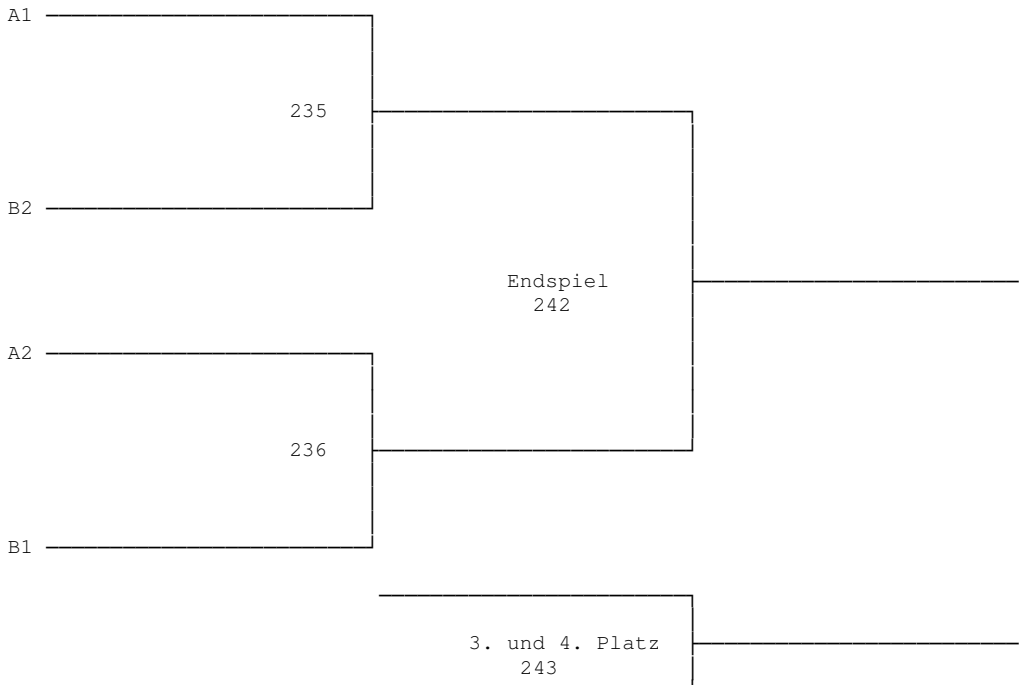 A1
235
B2
Endspiel
242
A2
236
B1
3. und 4. Platz
243